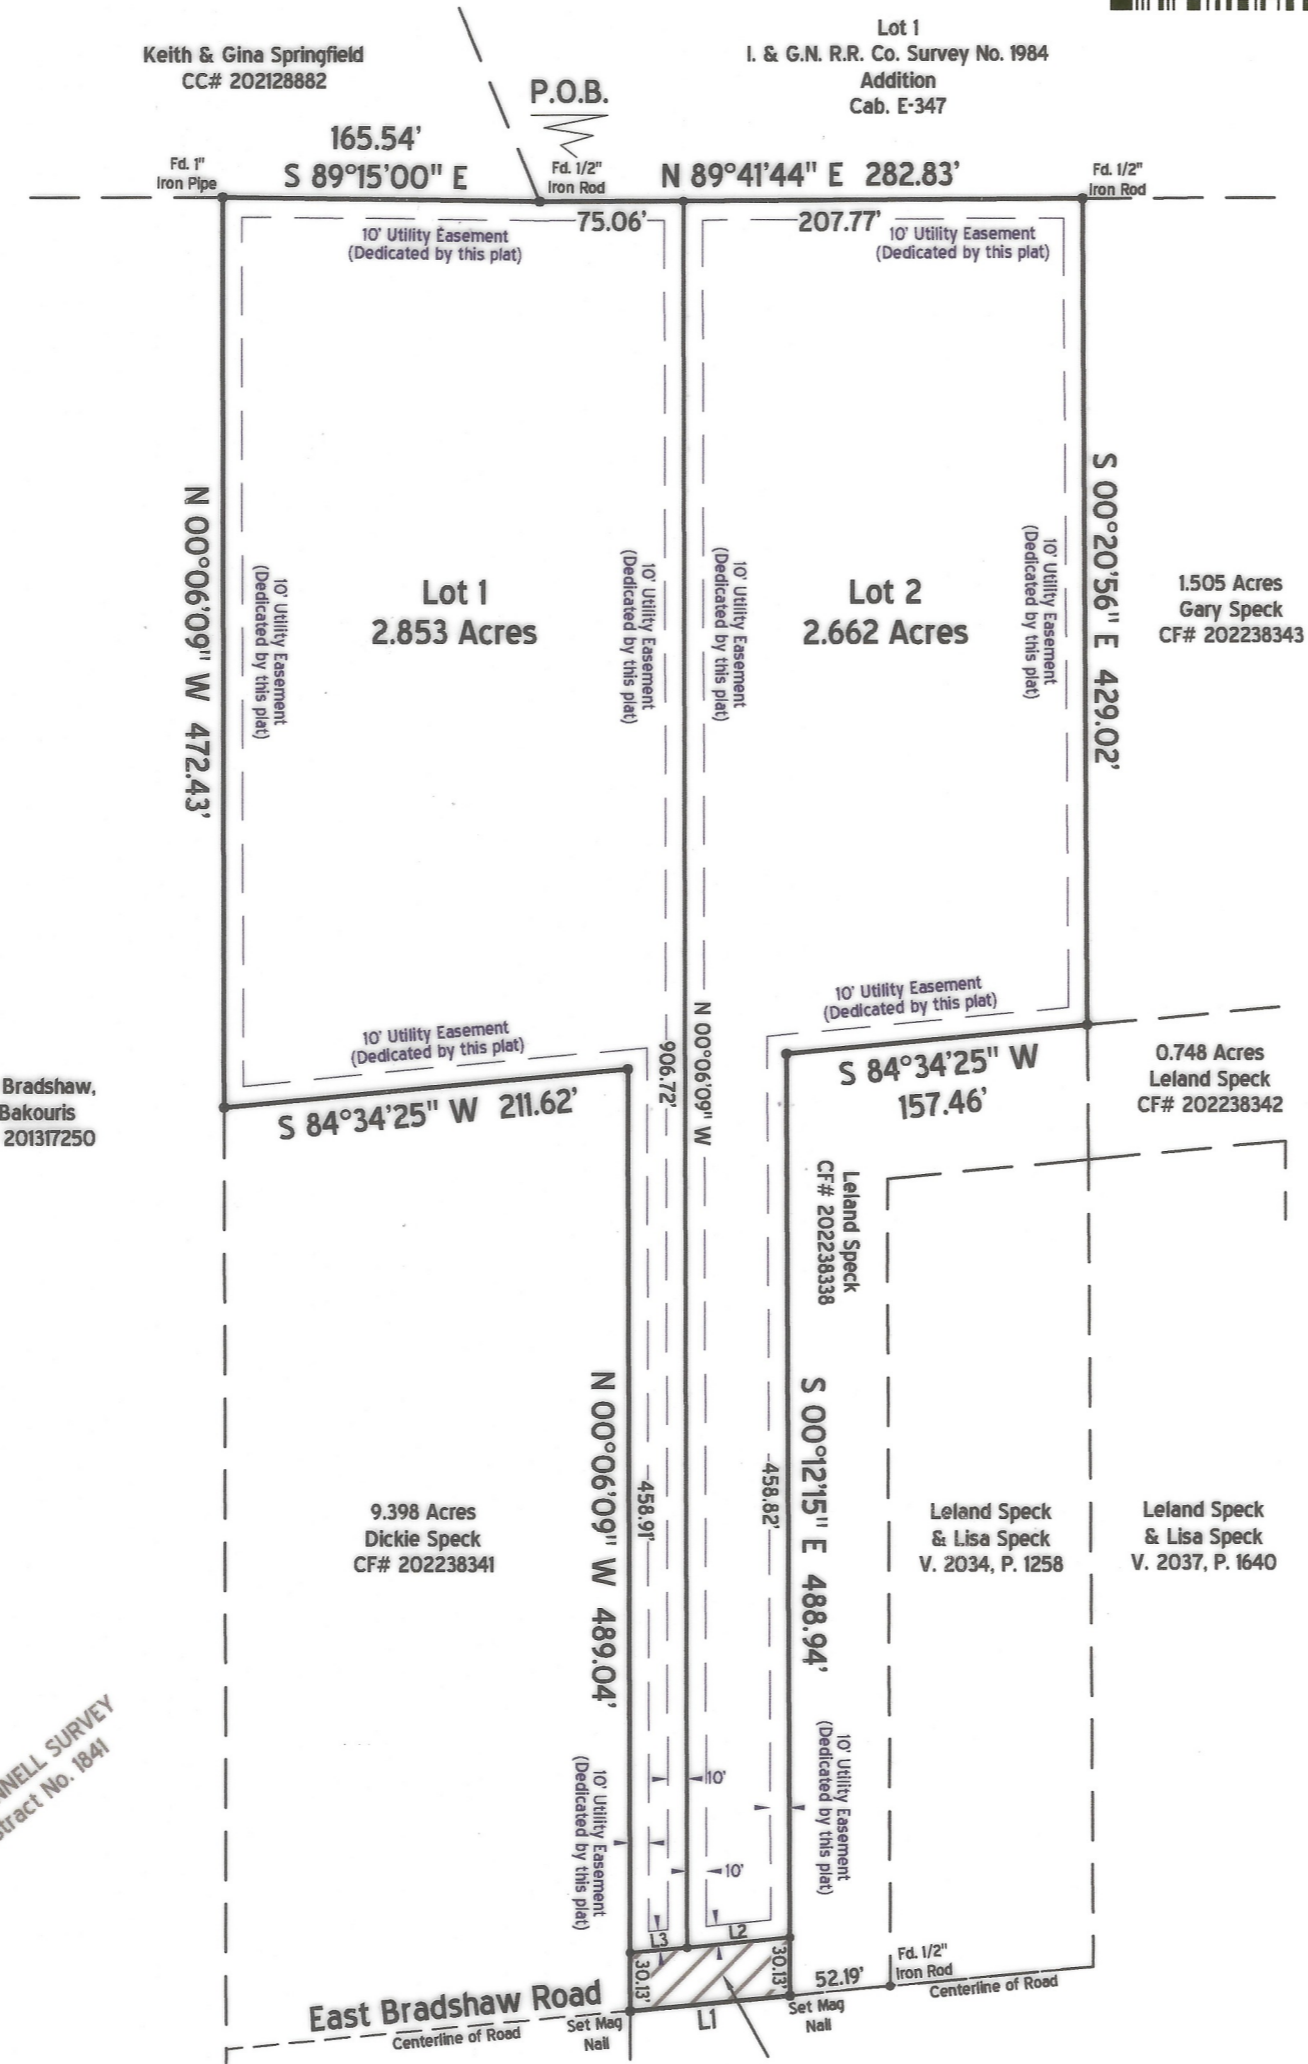 Keith & Gina Springfield
CC# 202128882
Lot 1
I. & G.N. R.R. Co. Survey No. 1984
Addition
Cab. E-347
P.O.B.
165.54'
S 89°15'00" E
Fd. 1"
Iron Pipe
Fd. 1/2"
Iron Rod
N 89°41'44" E 282.83'
Fd. 1/2"
Iron Rod
75.06'
207.77'
10' Utility Easement
(Dedicated by this plat)
10' Utility Easement
(Dedicated by this plat)
N 00°06'09" W 472.43'
10' Utility Easement
(Dedicated by this plat)
Lot 1
2.853 Acres
10' Utility Easement
(Dedicated by this plat)
10' Utility Easement
(Dedicated by this plat)
Lot 2
2.662 Acres
10' Utility Easement
(Dedicated by this plat)
S 00°20'56" E 429.02'
1.505 Acres
Gary Speck
CF# 202238343
10' Utility Easement
(Dedicated by this plat)
10' Utility Easement
(Dedicated by this plat)
906.72'
N 00°06'09" W
S 84°34'25" W 211.62'
S 84°34'25" W
157.46'
0.748 Acres
Leland Speck
CF# 202238342
Bradshaw,
Bakouris
201317250
Leland Speck
CF# 202238338
N 00°06'09" W 489.04'
458.91'
458.82'
S 00°12'15" E 488.94'
9.398 Acres
Dickie Speck
CF# 202238341
Leland Speck
& Lisa Speck
V. 2034, P. 1258
Leland Speck
& Lisa Speck
V. 2037, P. 1640
NNELL SURVEY
stract No. 1841
10' Utility Easement
(Dedicated by this plat)
10'
10'
10' Utility Easement
(Dedicated by this plat)
L3
L2
30.13'
30.13'
52.19'
Fd. 1/2"
Iron Rod
Centerline of Road
East Bradshaw Road
Centerline of Road
Set Mag
Nail
L1
Set Mag
Nail